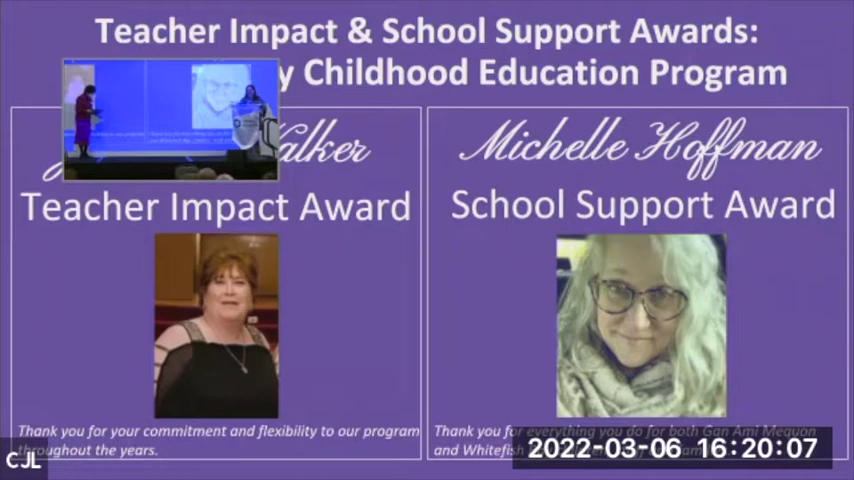 Teacher Impact & School Support Awards:
Childhood Education Program
Michelle Hoffman
Teacher Impact Award
School Support Award
Thank you for your commitment and flexibility to our program
throughout the years.
Thank you for everything you do for both Gan Ami Mequon
and Whitefish
2022-03-06 16:20:07
CJL